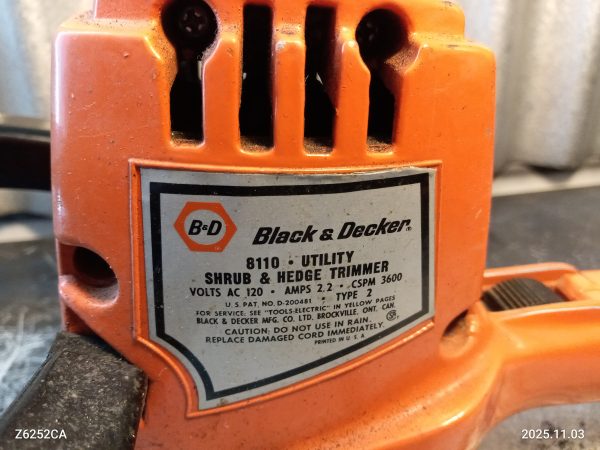 B&D
Black & Decker®
8110 • UTILITY
SHRUB & HEDGE TRIMMER
VOLTS AC 120 • AMPS 2.2 • CSPM 3600
U.S. PAT. NO. D-200481 • TYPE 2
FOR SERVICE: SEE "TOOLS-ELECTRIC" IN YELLOW PAGES
BLACK & DECKER MFG. CO. LTD. BROCKVILLE, ONT. CAN.
CAUTION: DO NOT USE IN RAIN.
REPLACE DAMAGED CORD IMMEDIATELY.
PRINTED IN U.S.A
Z6252CA
2025.11.03